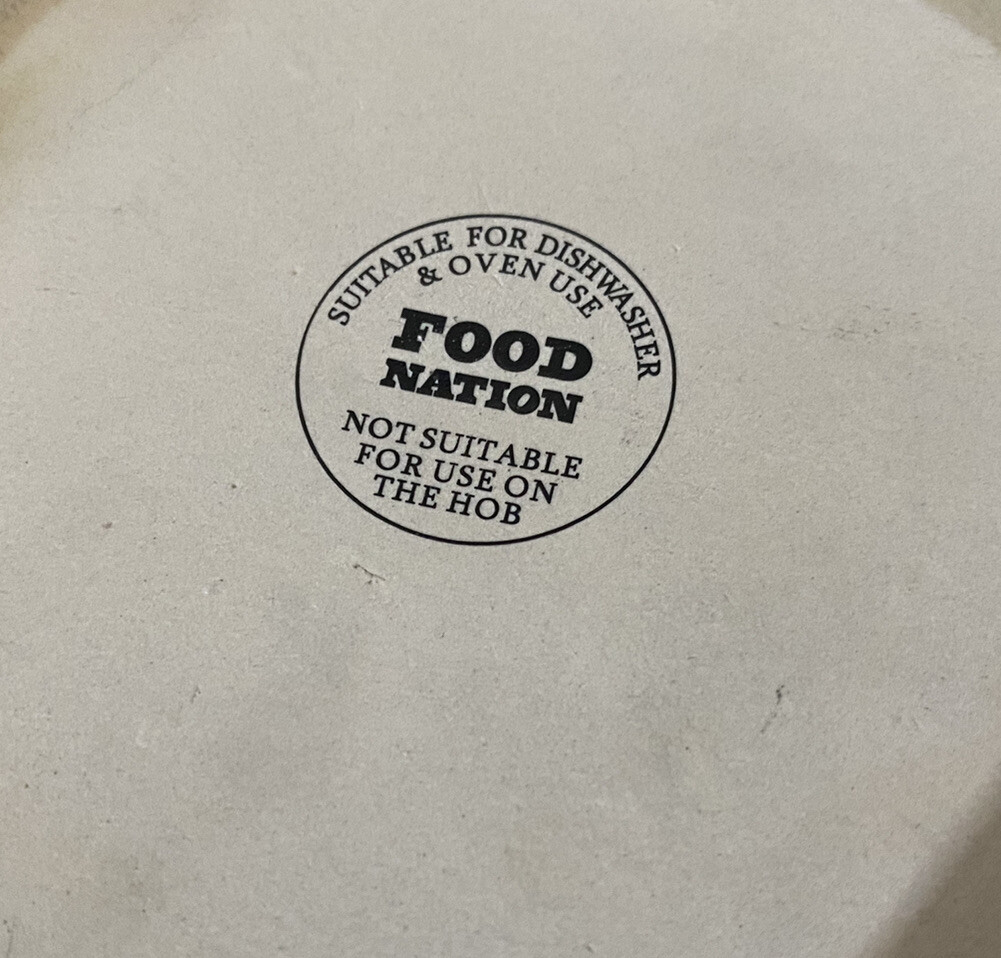 SUITABLE FOR DISHWASHER
& OVEN USE
FOOD
NATION
NOT SUITABLE
FOR USE ON
THE HOB